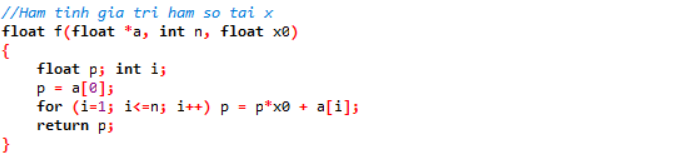 //Ham tinh gia tri ham so tai x
float f(float *a, int n, float x0)
{
    float p; int i;
    p = a[0];
    for (i=1; i<=n; i++) p = p*x0 + a[i];
    return p;
}